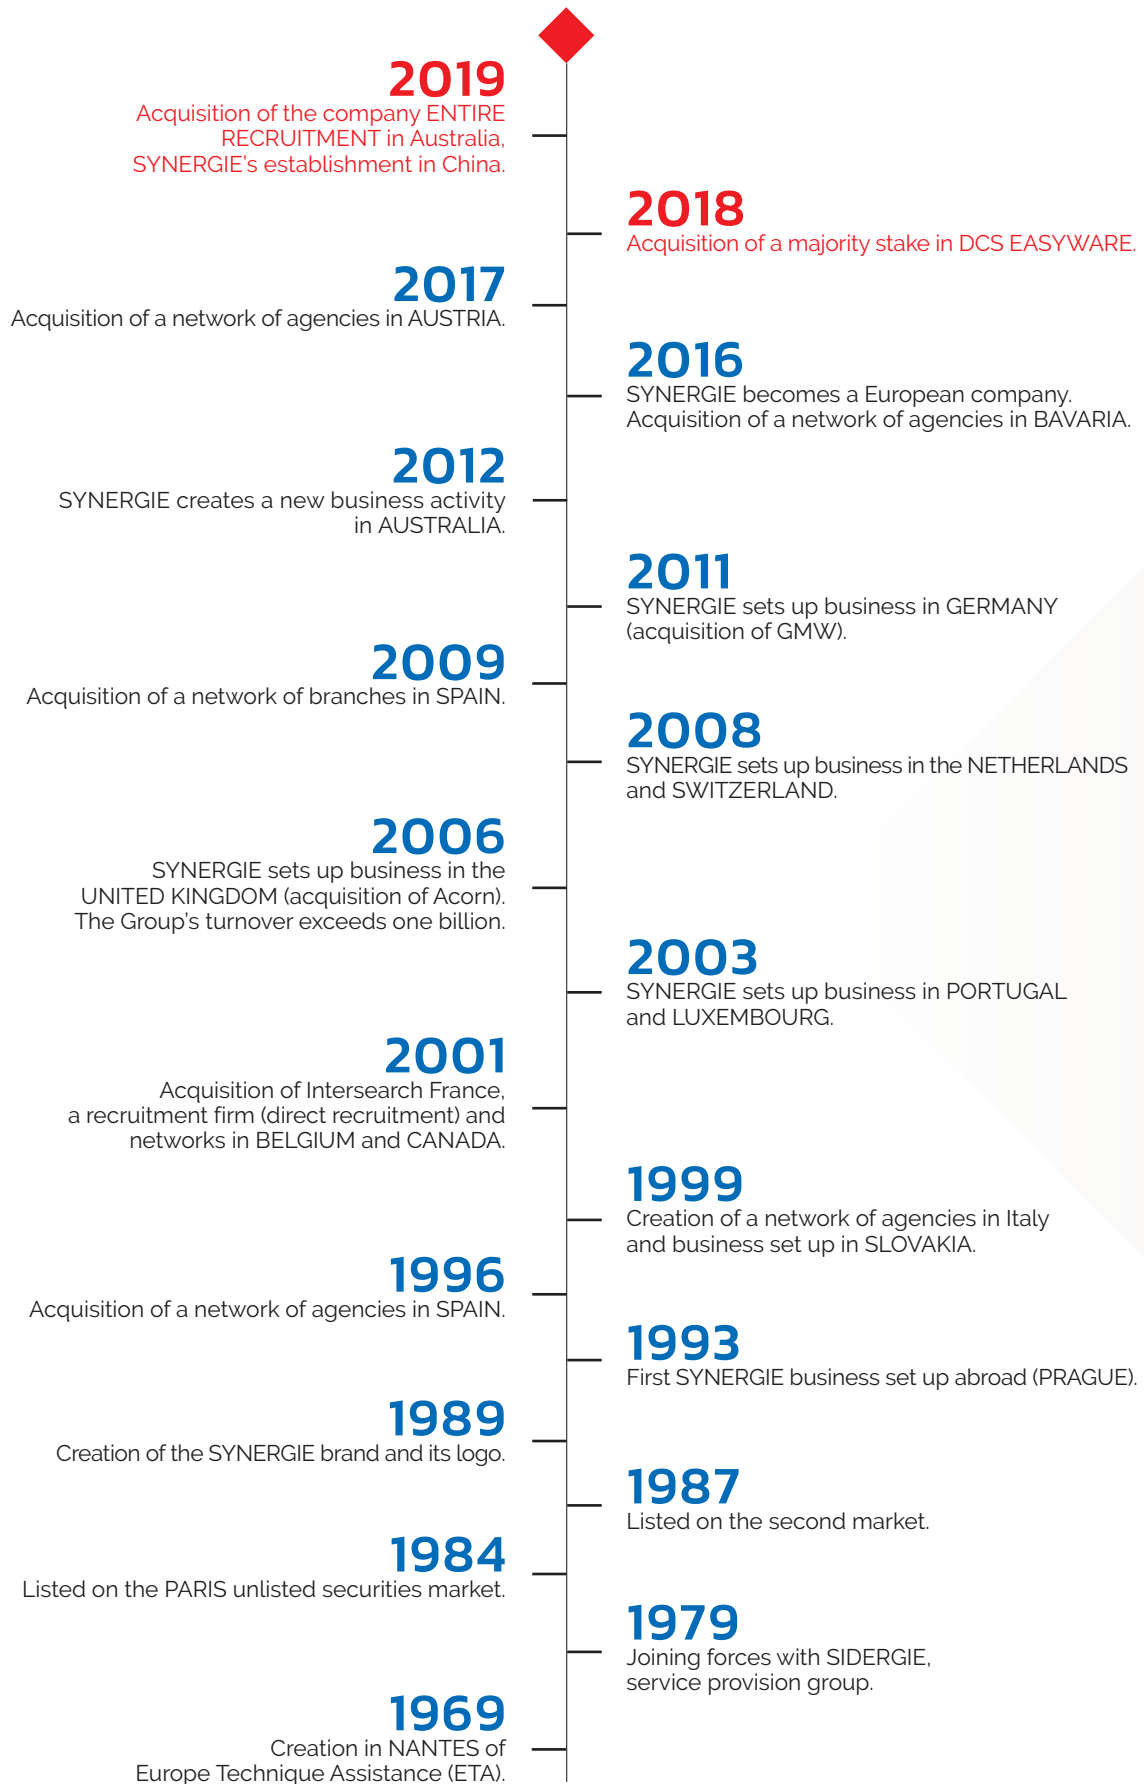 2019
Acquisition of the company ENTIRE
RECRUITMENT in Australia,
SYNERGIE's establishment in China.
2018
Acquisition of a majority stake in DCS EASYWARE.
2017
Acquisition of a network of agencies in AUSTRIA.
2016
SYNERGIE becomes a European company.
Acquisition of a network of agencies in BAVARIA.
2012
SYNERGIE creates a new business activity
in AUSTRALIA.
2011
SYNERGIE sets up business in GERMANY
(acquisition of GMW).
2009
Acquisition of a network of branches in SPAIN.
2008
SYNERGIE sets up business in the NETHERLANDS
and SWITZERLAND.
2006
SYNERGIE sets up business in the
UNITED KINGDOM (acquisition of Acorn).
The Group's turnover exceeds one billion.
2003
SYNERGIE sets up business in PORTUGAL
and LUXEMBOURG.
2001
Acquisition of Intersearch France,
a recruitment firm (direct recruitment) and
networks in BELGIUM and CANADA.
1999
Creation of a network of agencies in Italy
and business set up in SLOVAKIA.
1996
Acquisition of a network of agencies in SPAIN.
1993
First SYNERGIE business set up abroad (PRAGUE).
1989
Creation of the SYNERGIE brand and its logo.
1987
Listed on the second market.
1984
Listed on the PARIS unlisted securities market.
1979
Joining forces with SIDERGIE,
service provision group.
1969
Creation in NANTES of
Europe Technique Assistance (ETA).